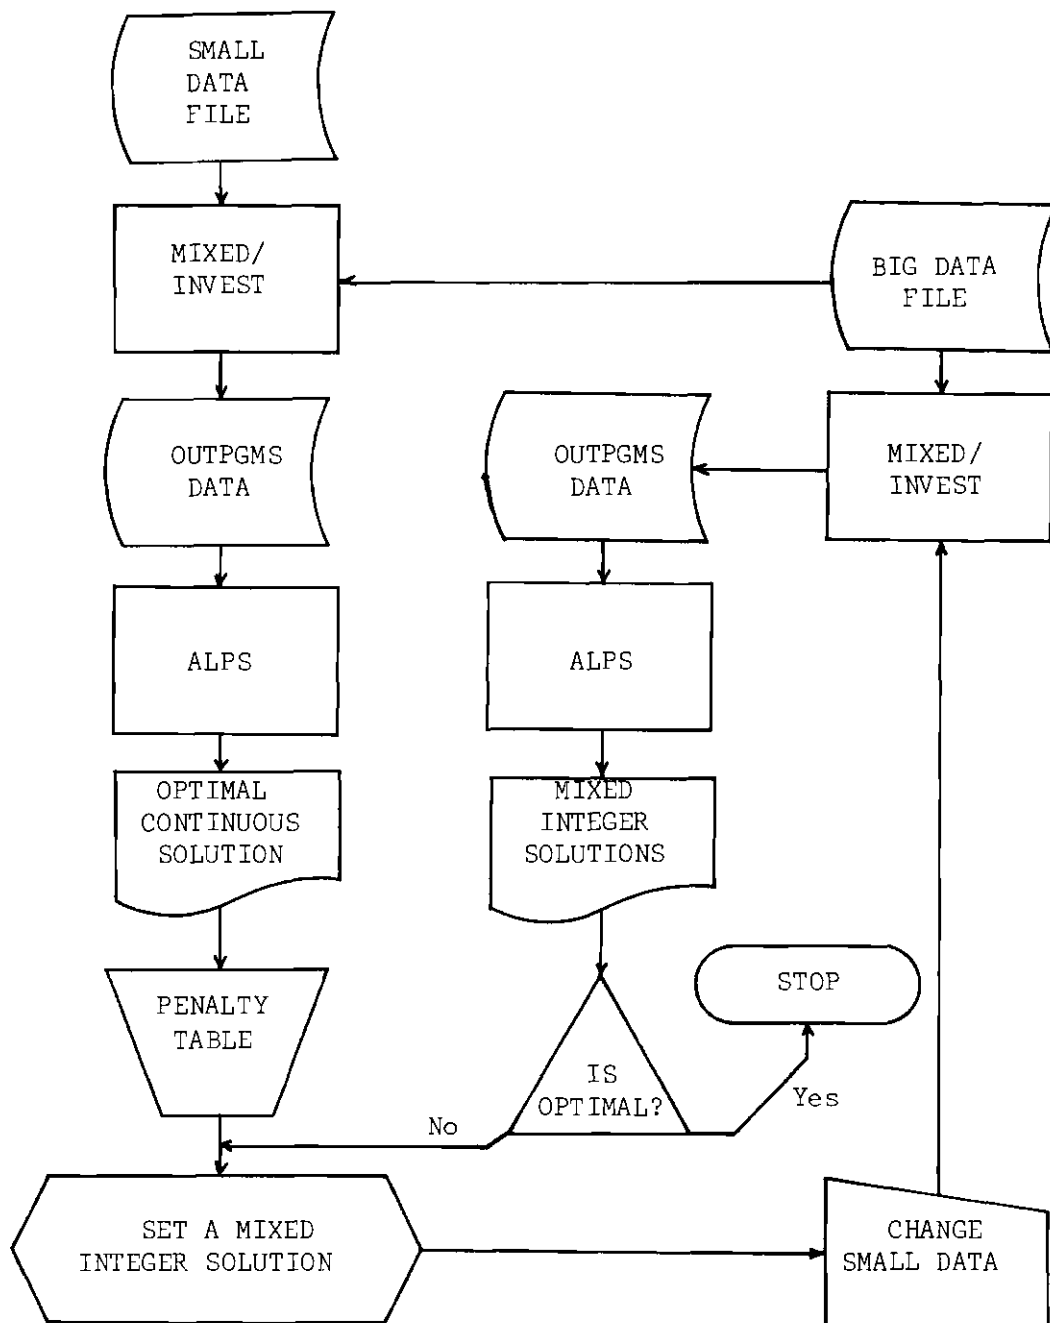 SMALL
DATA
FILE
MIXED/
INVEST
BIG DATA
FILE
OUTPGMS
DATA
OUTPGMS
DATA
MIXED/
INVEST
ALPS
ALPS
OPTIMAL
CONTINUOUS
SOLUTION
MIXED
INTEGER
SOLUTIONS
PENALTY
TABLE
STOP
IS
OPTIMAL?
Yes
No
SET A MIXED
INTEGER SOLUTION
CHANGE
SMALL DATA